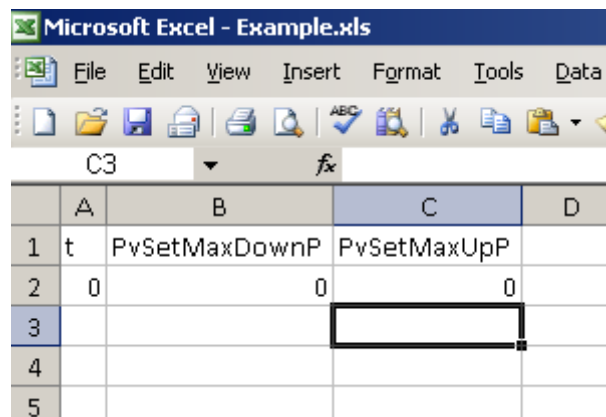 Microsoft Excel - Example.xls
File Edit View Insert Format Tools Data
ABC
C3 fx
A B C D
1 t PvSetMaxDownP PvSetMaxUpP
2 0 0 0
3
4
5